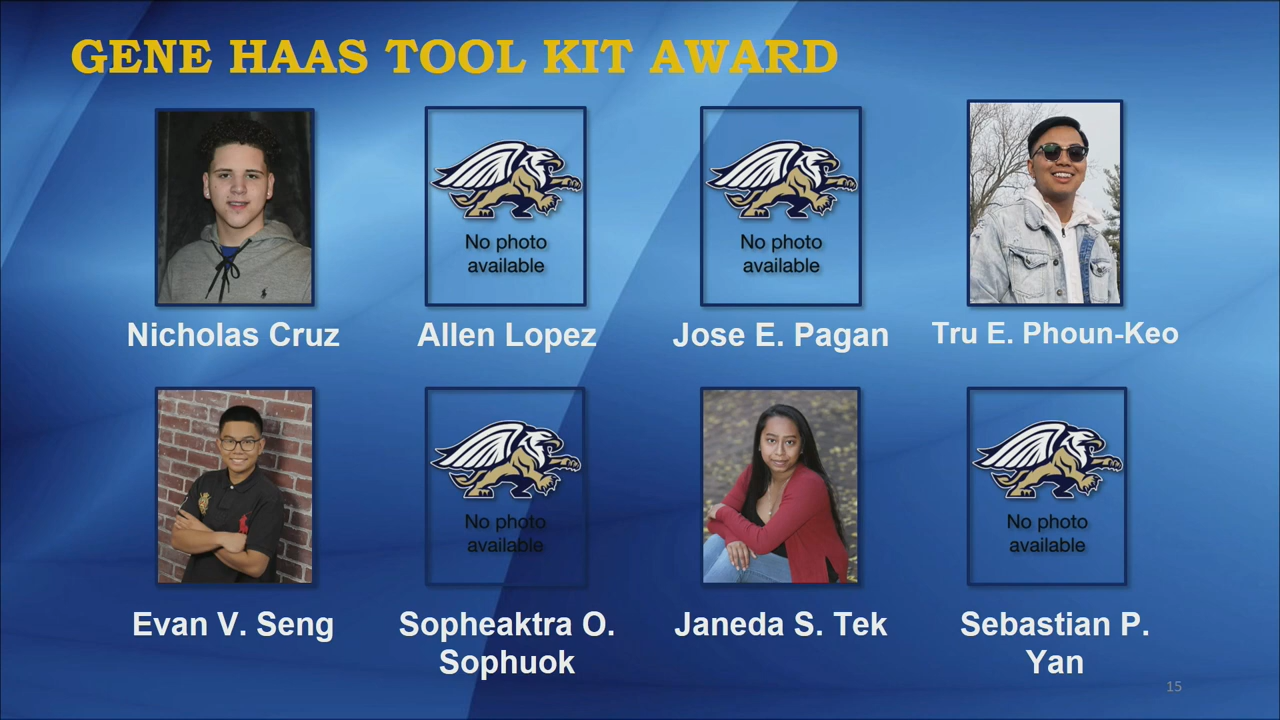 GENE HAAS TOOL KIT AWARD
No photo
available
No photo
available
Nicholas Cruz
Allen Lopez
Jose E. Pagan
Tru E. Phoun-Keo
No photo
available
No photo
available
Evan V. Seng
Sopheaktra O.
Sophuok
Janeda S. Tek
Sebastian P.
Yan
15